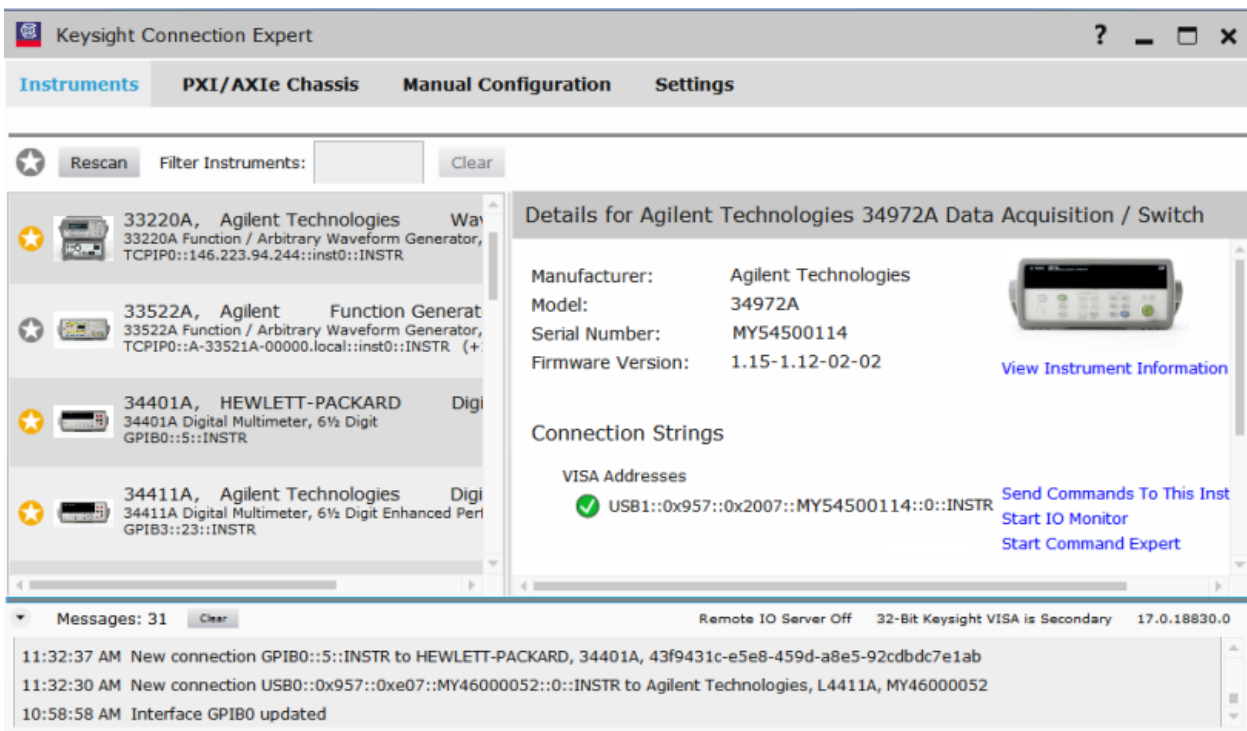 Keysight Connection Expert ?
Instruments PXI/AXIe Chassis Manual Configuration Settings
Rescan Filter Instruments: Clear
33220A, Agilent Technologies Wav
33220A Function / Arbitrary Waveform Generator,
TCPIP0::146.223.94.244::inst0::INSTR
33522A, Agilent Function Generat
33522A Function / Arbitrary Waveform Generator,
TCPIP0::A-33521A-00000.local::inst0::INSTR (+
34401A, HEWLETT-PACKARD Digi
34401A Digital Multimeter, 6½ Digit
GPIB0::5::INSTR
34411A, Agilent Technologies Digi
34411A Digital Multimeter, 6½ Digit Enhanced Perf
GPIB3::23::INSTR
Details for Agilent Technologies 34972A Data Acquisition / Switch
Manufacturer: Agilent Technologies
Model: 34972A
Serial Number: MY54500114
Firmware Version: 1.15-1.12-02-02
View Instrument Information
Connection Strings
VISA Addresses
USB1::0x957::0x2007::MY54500114::0::INSTR
Send Commands To This Inst
Start IO Monitor
Start Command Expert
Messages: 31 Clear Remote IO Server Off 32-Bit Keysight VISA is Secondary 17.0.18830.0
11:32:37 AM New connection GPIB0::5::INSTR to HEWLETT-PACKARD, 34401A, 43f9431c-e5e8-459d-a8e5-92cdbdc7e1ab
11:32:30 AM New connection USB0::0x957::0xe07::MY46000052::0::INSTR to Agilent Technologies, L4411A, MY46000052
10:58:58 AM Interface GPIB0 updated